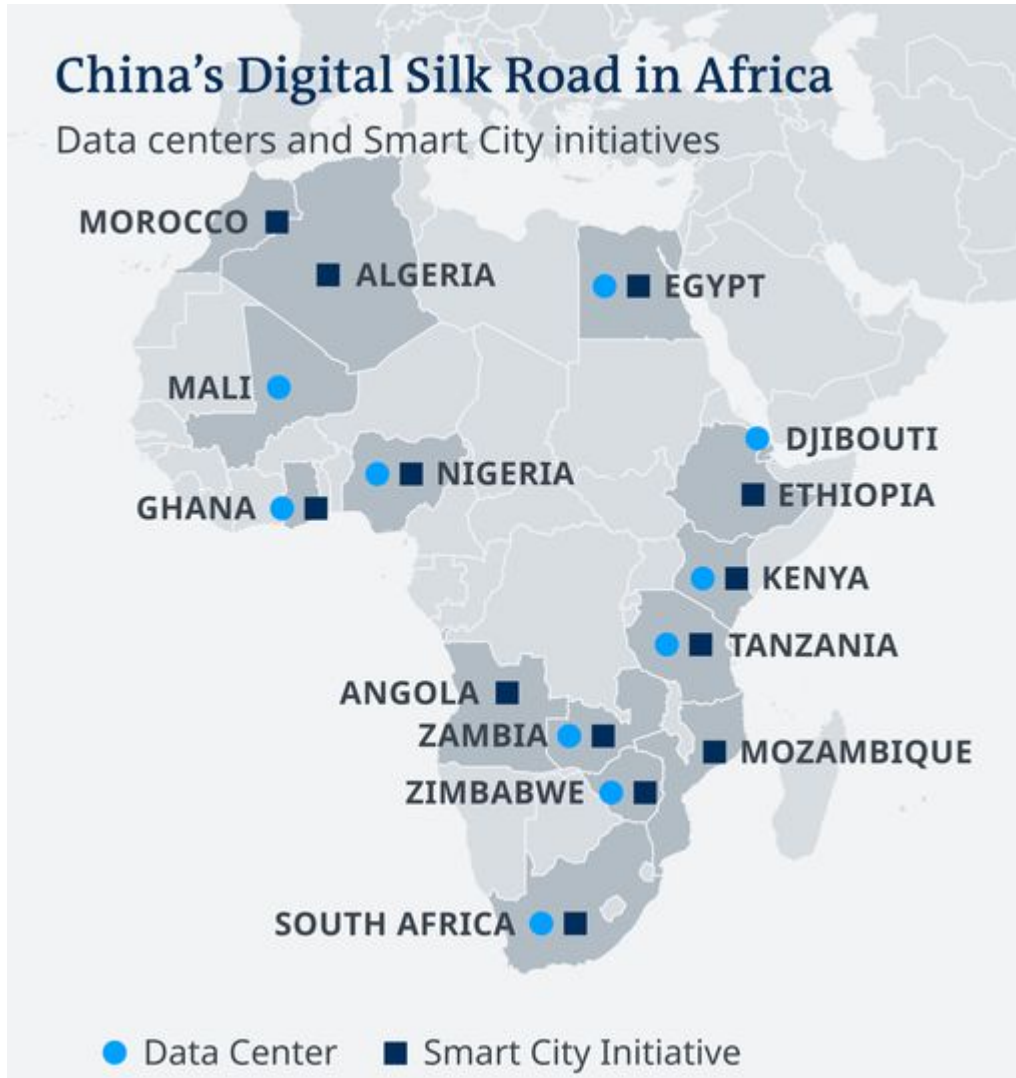 China's Digital Silk Road in Africa
Data centers and Smart City initiatives
MOROCCO
ALGERIA
EGYPT
MALI
DJIBOUTI
NIGERIA
ETHIOPIA
GHANA
KENYA
TANZANIA
ANGOLA
ZAMBIA
MOZAMBIQUE
ZIMBABWE
SOUTH AFRICA
Data Center
Smart City Initiative